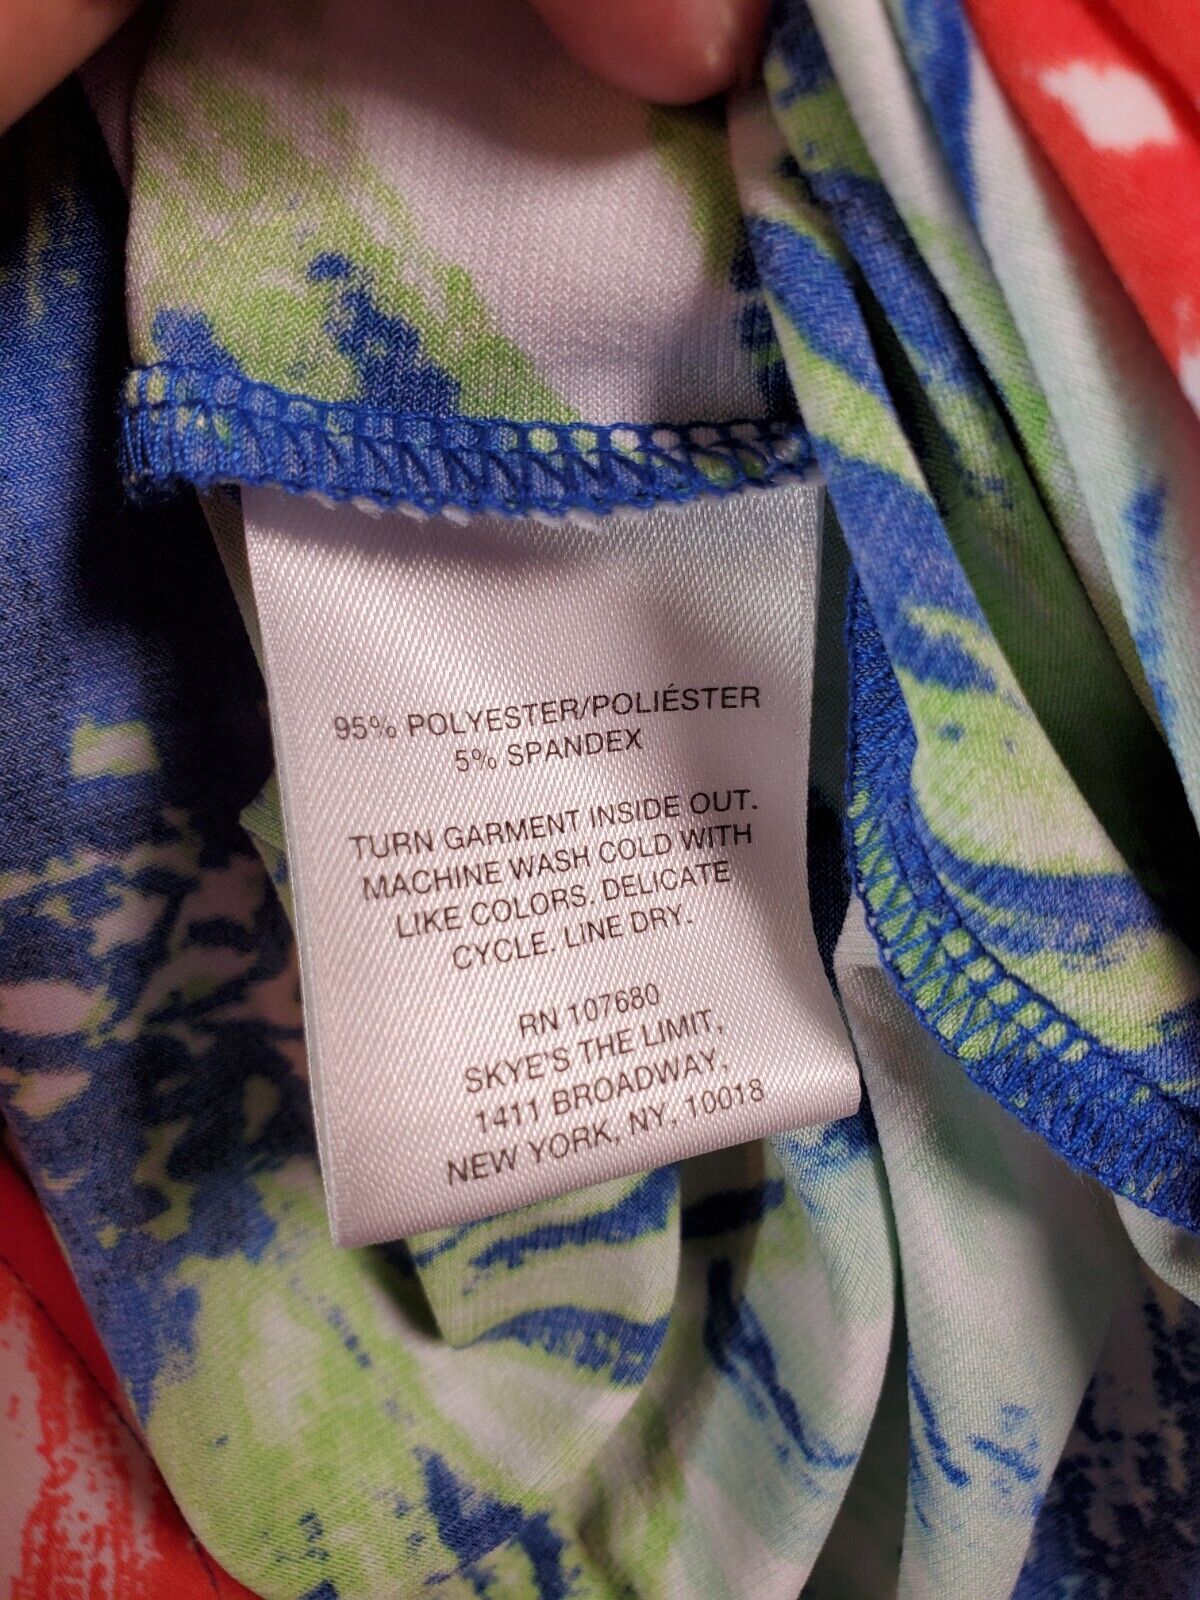 95% POLYESTER/POLIÉSTER
5% SPANDEX
TURN GARMENT INSIDE OUT.
MACHINE WASH COLD WITH
LIKE COLORS. DELICATE
CYCLE. LINE DRY.
RN 107680
SKYE'S THE LIMIT,
1411 BROADWAY,
NEW YORK, NY, 10018